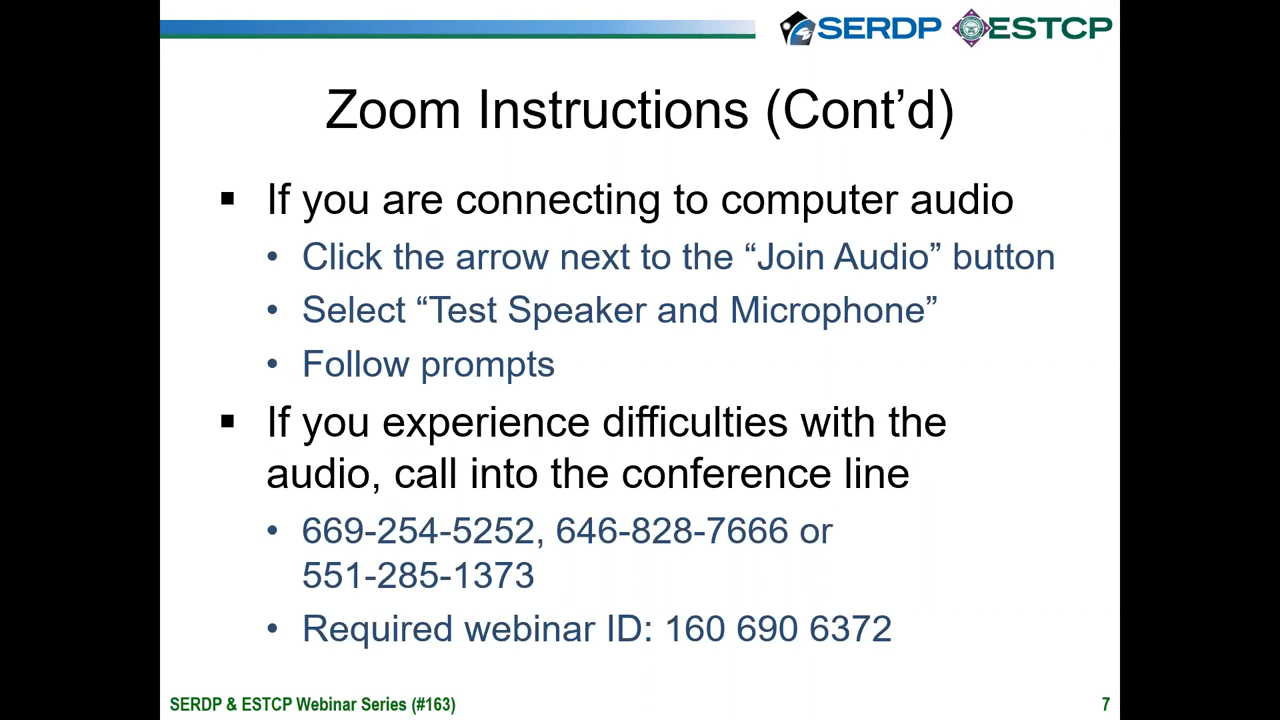 SERDP ESTCP
Zoom Instructions (Cont’d)
▪ If you are connecting to computer audio
• Click the arrow next to the “Join Audio” button
• Select “Test Speaker and Microphone”
• Follow prompts
▪ If you experience difficulties with the
audio, call into the conference line
• 669-254-5252, 646-828-7666 or
551-285-1373
• Required webinar ID: 160 690 6372
SERDP & ESTCP Webinar Series (#163) 7